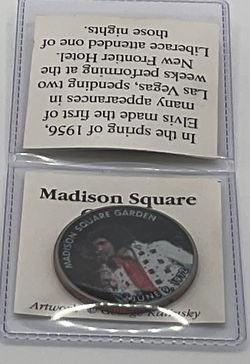 In the spring of 1956,
Elvis made the first of
many appearances in
Las Vegas, spending two
weeks performing at the
New Frontier Hotel.
Liberace attended one of
those nights.
Madison Square
MADISON SQUARE GARDEN
JUNE
Artwork © George